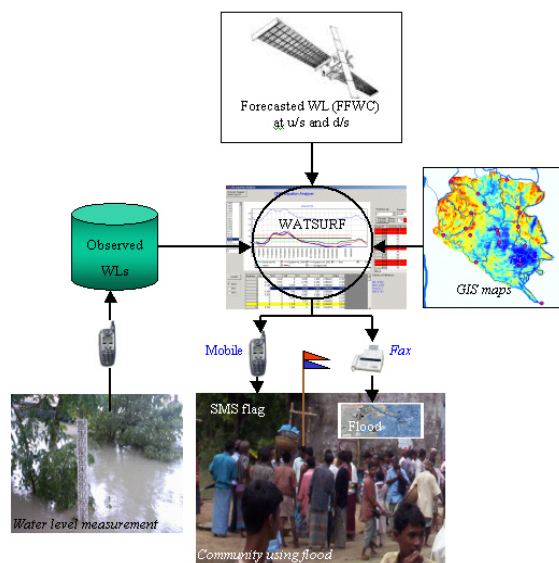 Forecasted WL (FFWC)
at u/s and d/s
WATSURF
Observed
WLs
GIS maps
Mobile
Fax
SMS flag
Flood
Water level measurement
Community using flood